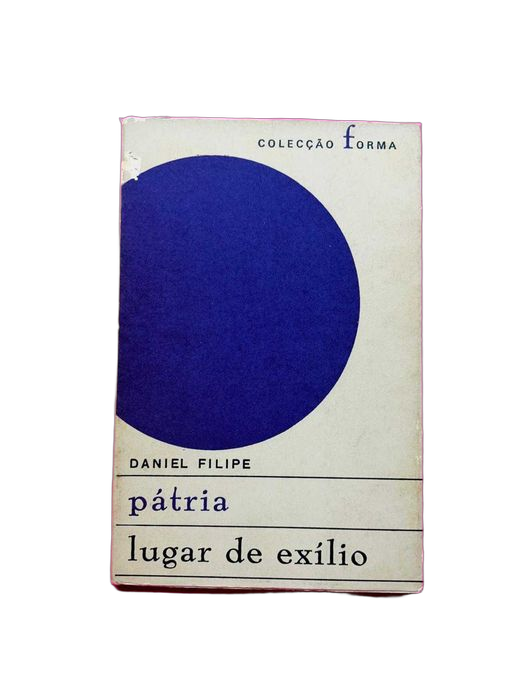 COLECÇÃO FORMA
DANIEL FILIPE
pátria
lugar de exílio